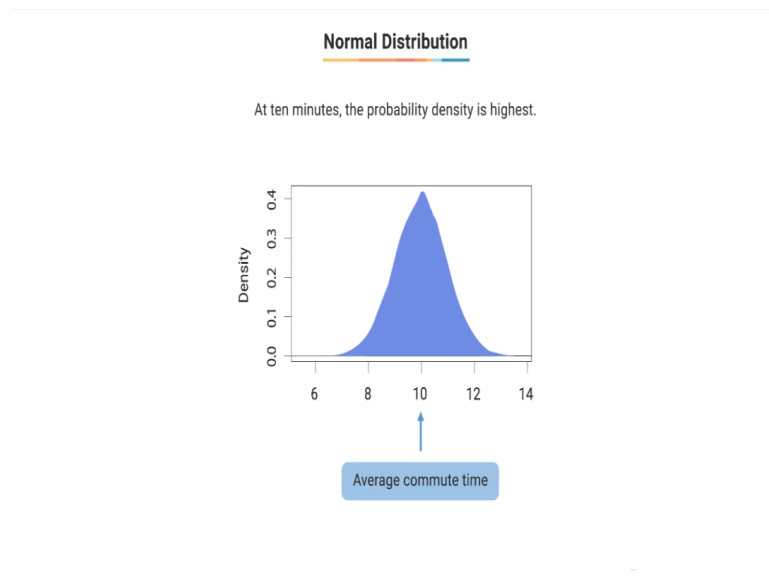 Normal Distribution
At ten minutes, the probability density is highest.
Density
0.4
0.3
0.2
0.1
0.0
6 8 10 12 14
Average commute time